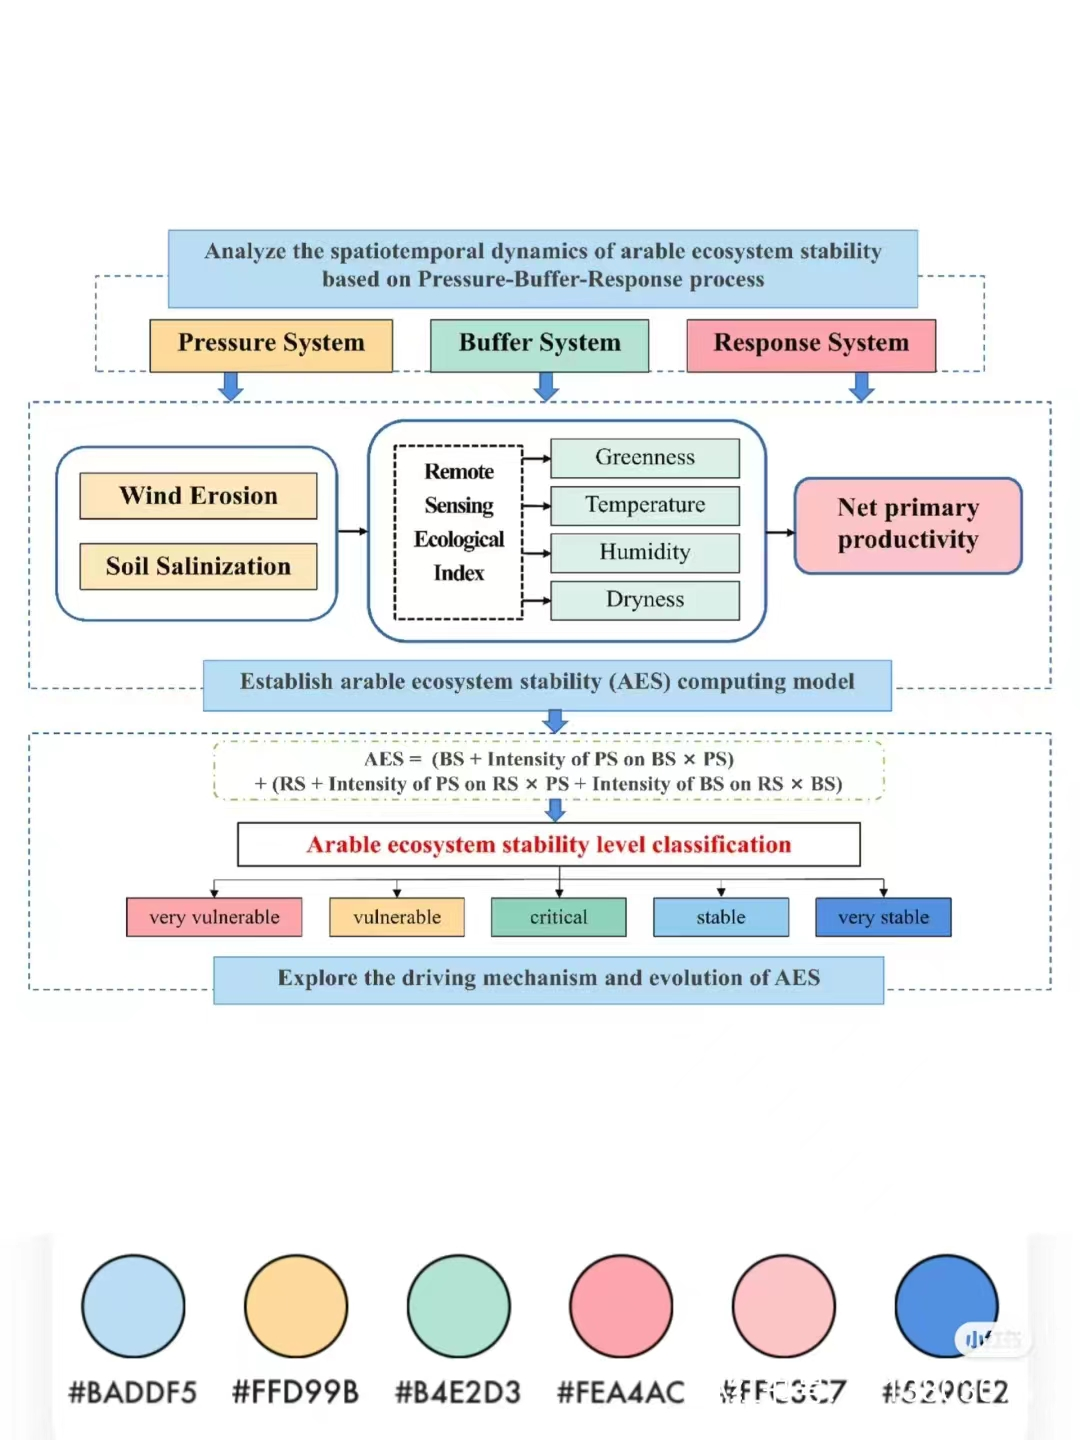 Analyze the spatiotemporal dynamics of arable ecosystem stability
based on Pressure-Buffer-Response process
Pressure System
Buffer System
Response System
Wind Erosion
Soil Salinization
Remote
Sensing
Ecological
Index
Greenness
Temperature
Humidity
Dryness
Net primary
productivity
Establish arable ecosystem stability (AES) computing model
AES = (BS + Intensity of PS on BS × PS)
+ (RS + Intensity of PS on RS × PS + Intensity of BS on RS × BS)
Arable ecosystem stability level classification
very vulnerable
vulnerable
critical
stable
very stable
Explore the driving mechanism and evolution of AES
#BADDF5
#FFD99B
#B4E2D3
#FEA4AC